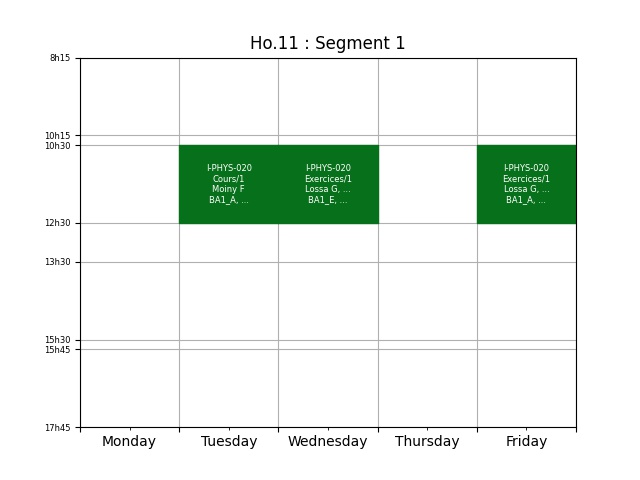 Ho.11 : Segment 1
8h15
10h15
10h30
I-PHYS-020
Cours/1
Moiny F
BA1_A, ...
I-PHYS-020
Exercices/1
Lossa G, ...
BA1_E, ...
I-PHYS-020
Exercices/1
Lossa G, ...
BA1_A, ...
12h30
13h30
15h30
15h45
17h45
Monday
Tuesday
Wednesday
Thursday
Friday